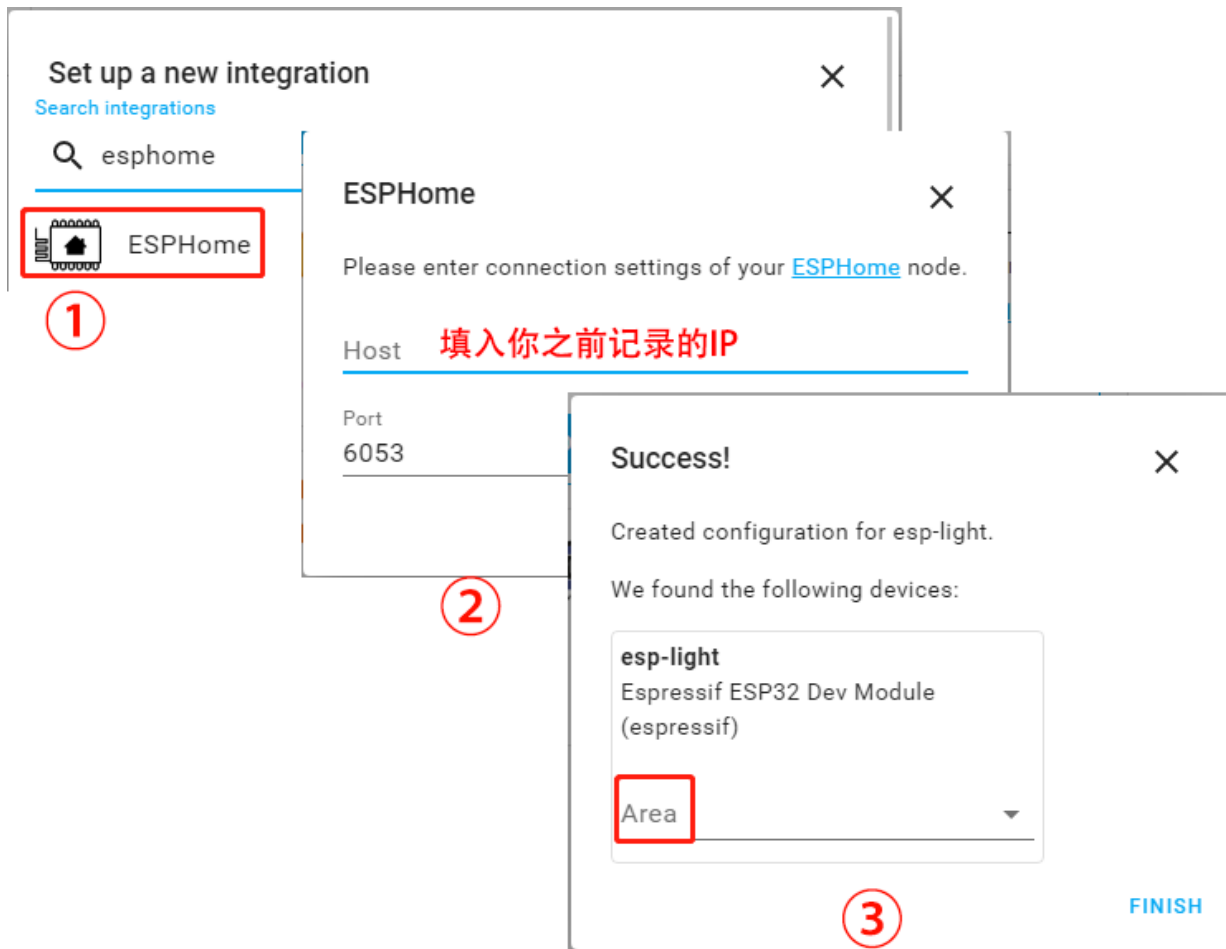 Set up a new integration
Search integrations
esphome
ESPHome
①
ESPHome
Please enter connection settings of your ESPHome node.
Host 填入你之前记录的IP
Port
6053
②
Success!
Created configuration for esp-light.
We found the following devices:
esp-light
Espressif ESP32 Dev Module
(espressif)
Area
③
FINISH